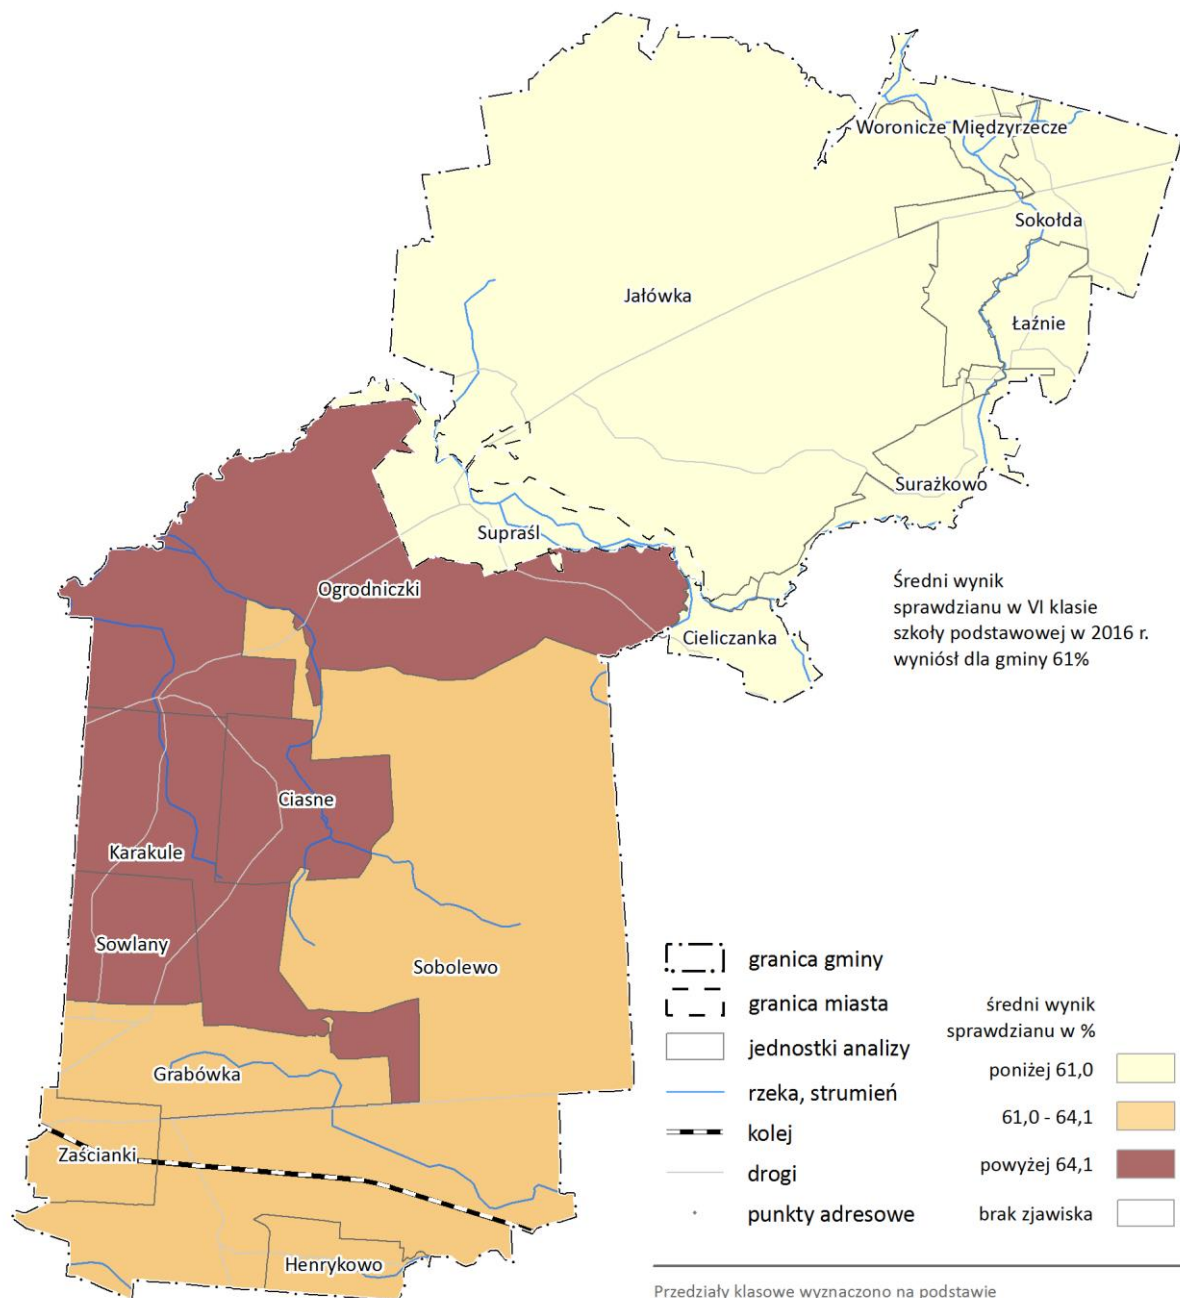 Woronicze Międzyrzecze
Sokołda
Jałówka
Łaźnie
Surażkowo
Supraśl
Ogrodniczki
Cieliczanka
Średni wynik
sprawdzianu w VI klasie
szkoły podstawowej w 2016 r.
wyniósł dla gminy 61%
Ciasne
Karakule
Sowlany
Sobolewo
Grabówka
Zaścianki
Henrykowo
granica gminy
granica miasta
jednostki analizy
rzeka, strumień
kolej
drogi
punkty adresowe
średni wynik
sprawdzianu w %
poniżej 61,0
61,0 - 64,1
powyżej 64,1
brak zjawiska
Przedziały klasowe wyznaczono na podstawie